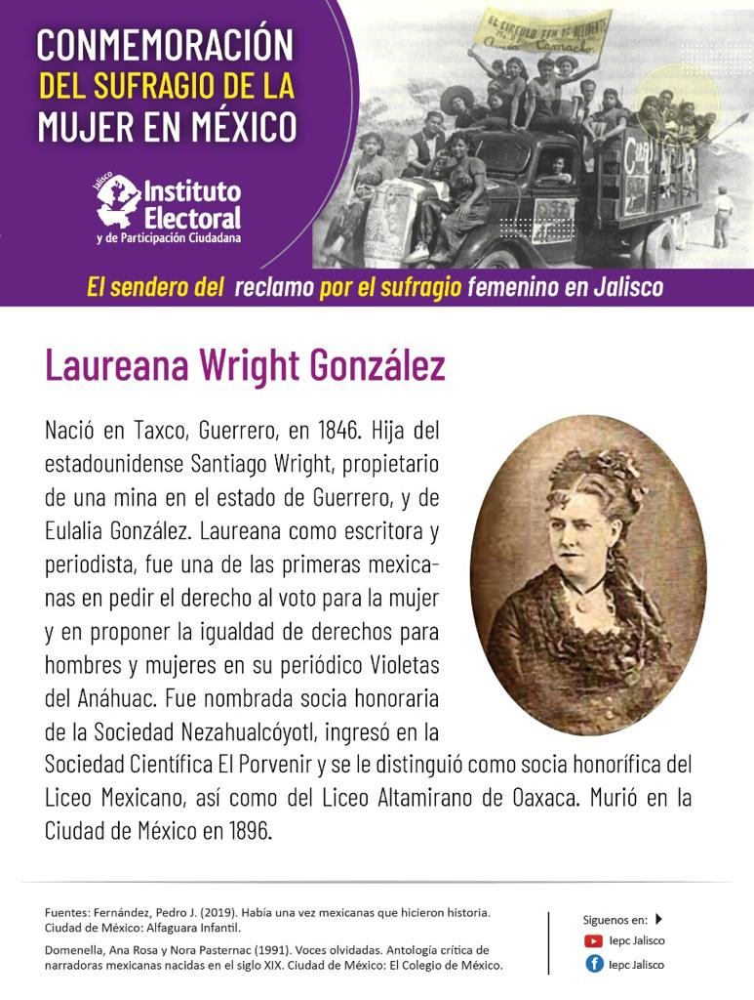 CONMEMORACIÓN
DEL SUFRAGIO DE LA
MUJER EN MÉXICO
Jalisco
Instituto
Electoral
y de Participación Ciudadana
EL CIRCULO FEM DE OCCIDENTE
Camacho.
El sendero del reclamo por el sufragio femenino en Jalisco
Laureana Wright González
Nació en Taxco, Guerrero, en 1846. Hija del
estadounidense Santiago Wright, propietario
de una mina en el estado de Guerrero, y de
Eulalia González. Laureana como escritora y
periodista, fue una de las primeras mexica-
nas en pedir el derecho al voto para la mujer
y en proponer la igualdad de derechos para
hombres y mujeres en su periódico Violetas
del Anáhuac. Fue nombrada socia honoraria
de la Sociedad Nezahualcóyotl, ingresó en la
Sociedad Científica El Porvenir y se le distinguió como socia honorífica del
Liceo Mexicano, así como del Liceo Altamirano de Oaxaca. Murió en la
Ciudad de México en 1896.
Fuentes: Fernández, Pedro J. (2019). Había una vez mexicanas que hicieron historia.
Ciudad de México: Alfaguara Infantil.
Domenella, Ana Rosa y Nora Pasternac (1991). Voces olvidadas. Antología crítica de
narradoras mexicanas nacidas en el siglo XIX. Ciudad de México: El Colegio de México.
Siguenos en:
Iepc Jalisco
Iepc Jalisco